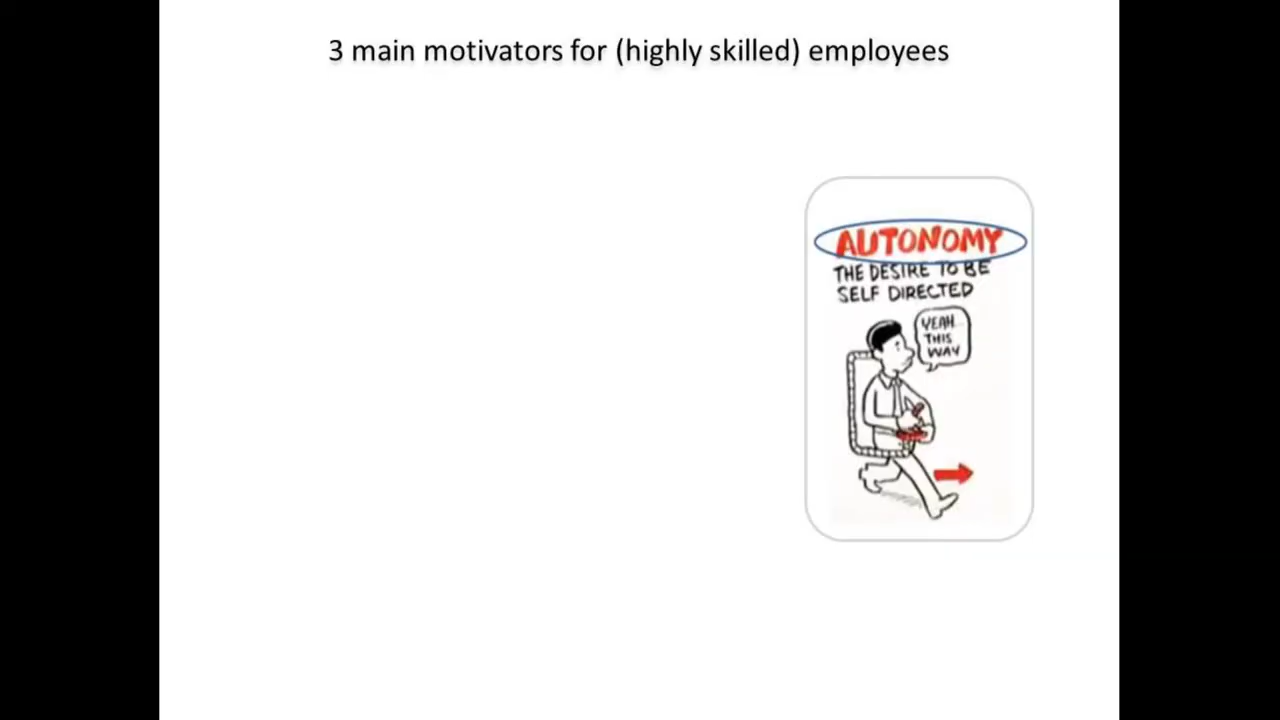 3 main motivators for (highly skilled) employees
AUTONOMY
THE DESIRE TO BE
SELF DIRECTED
YEAH
THIS
WAY